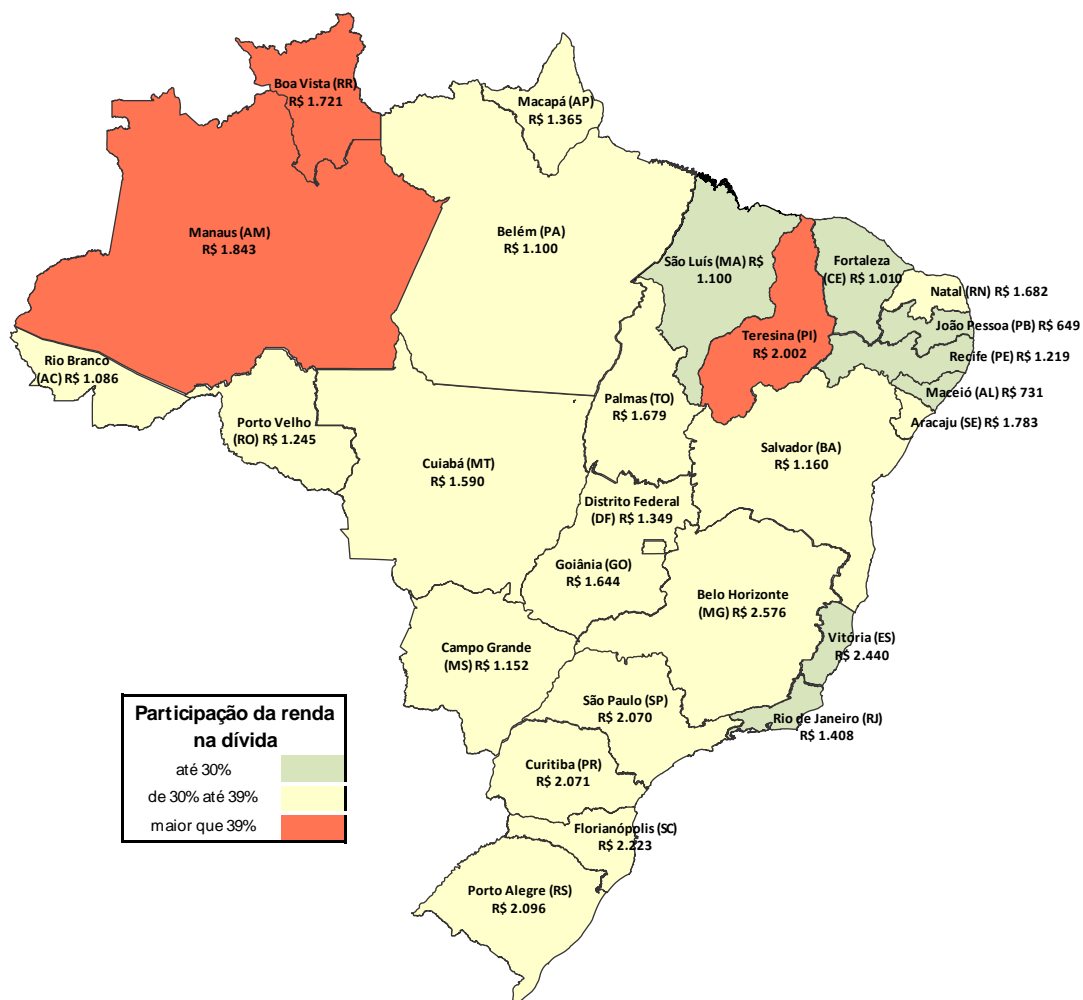 Boa Vista (RR)
R$ 1.721
Macapá (AP)
R$ 1.365
Manaus (AM)
R$ 1.843
Belém (PA)
R$ 1.100
São Luís (MA) R$
1.100
Fortaleza
(CE) R$ 1.010
Natal (RN) R$ 1.682
João Pessoa (PB) R$ 649
Teresina (PI)
R$ 2.002
Recife (PE) R$ 1.219
Rio Branco
(AC) R$ 1.086
Maceió (AL) R$ 731
Palmas (TO)
R$ 1.679
Aracaju (SE) R$ 1.783
Porto Velho
(RO) R$ 1.245
Salvador (BA)
R$ 1.160
Cuiabá (MT)
R$ 1.590
Distrito Federal
(DF) R$ 1.349
Goiânia (GO)
R$ 1.644
Belo Horizonte
(MG) R$ 2.576
Vitória (ES)
R$ 2.440
Campo Grande
(MS) R$ 1.152
São Paulo (SP)
R$ 2.070
Rio de Janeiro (RJ)
R$ 1.408
Curitiba (PR)
R$ 2.071
Florianópolis (SC)
R$ 2.223
Porto Alegre (RS)
R$ 2.096
Participação da renda
na dívida
até 30%
de 30% até 39%
maior que 39%